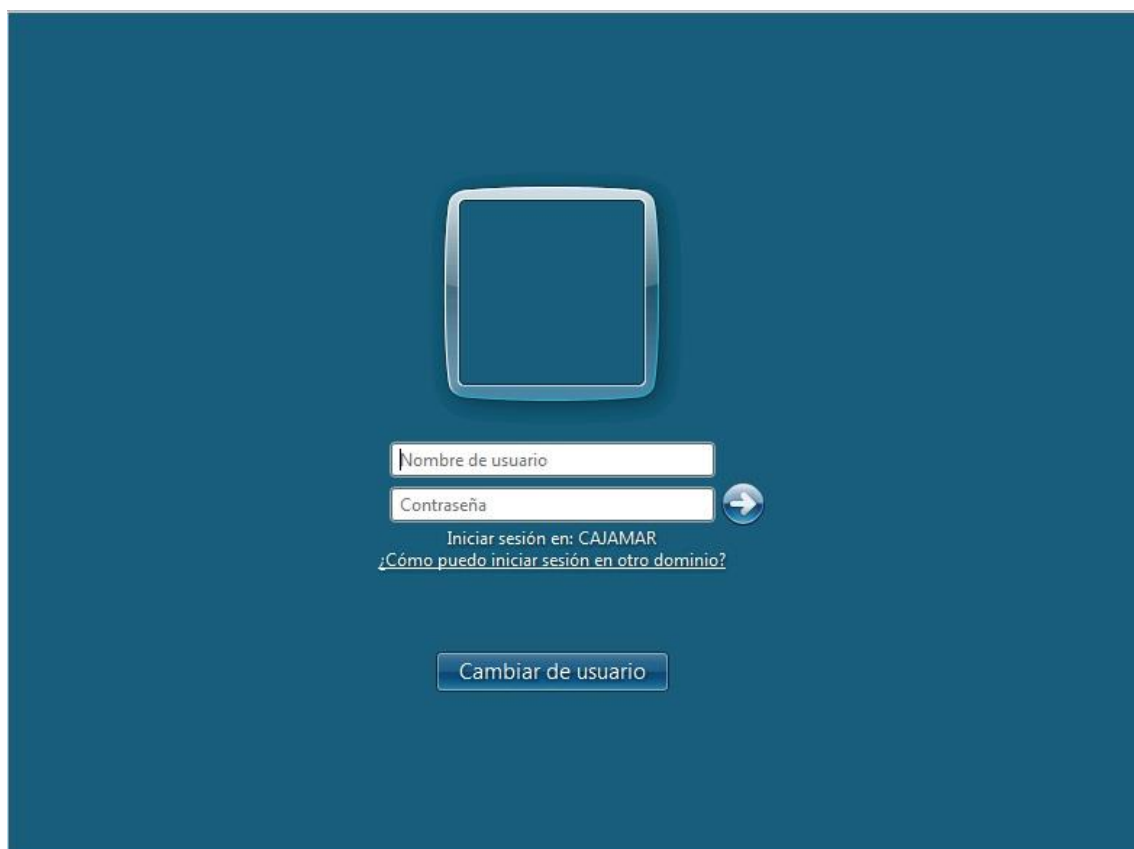 Nombre de usuario
Contraseña
Iniciar sesión en: CAJAMAR
¿Cómo puedo iniciar sesión en otro dominio?
Cambiar de usuario